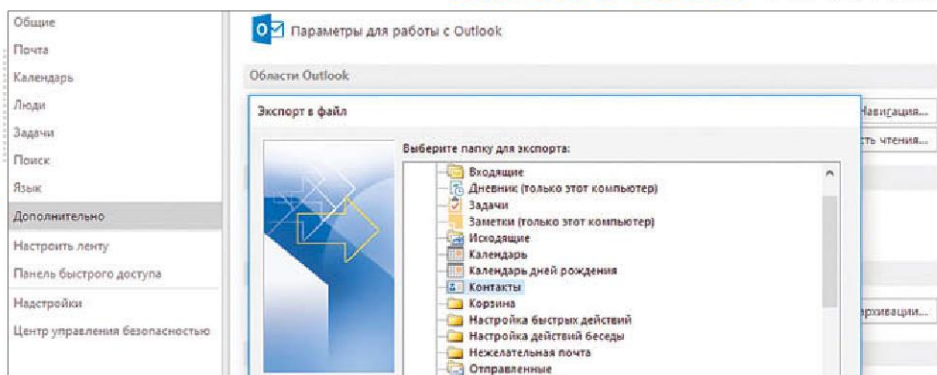 Общие
Почта
Календарь
Люди
Задачи
Поиск
Язык
Дополнительно
Настроить ленту
Панель быстрого доступа
Надстройки
Центр управления безопасностью
Параметры для работы с Outlook
Области Outlook
Экспорт в файл
Навигация...
чтения...
Выберите папку для экспорта:
Входящие
Дневник (только этот компьютер)
Задачи
Заметки (только этот компьютер)
Исходящие
Календарь
Календарь дней рождения
Контакты
Корзина
Настройка быстрых действий
Настройка действий беседы
Нежелательная почта
Отправленные